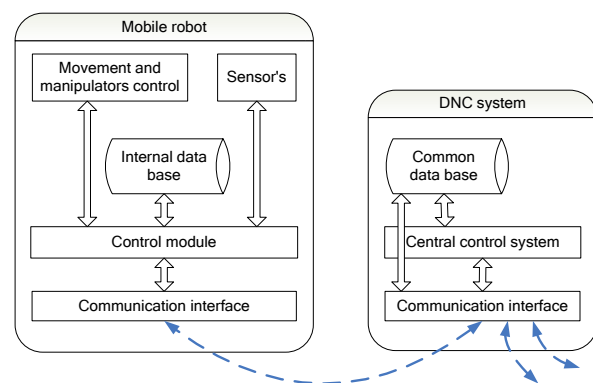 Mobile robot
Movement and
manipulators control
Sensor's
Internal data
base
Control module
Communication interface
DNC system
Common
data base
Central control system
Communication interface